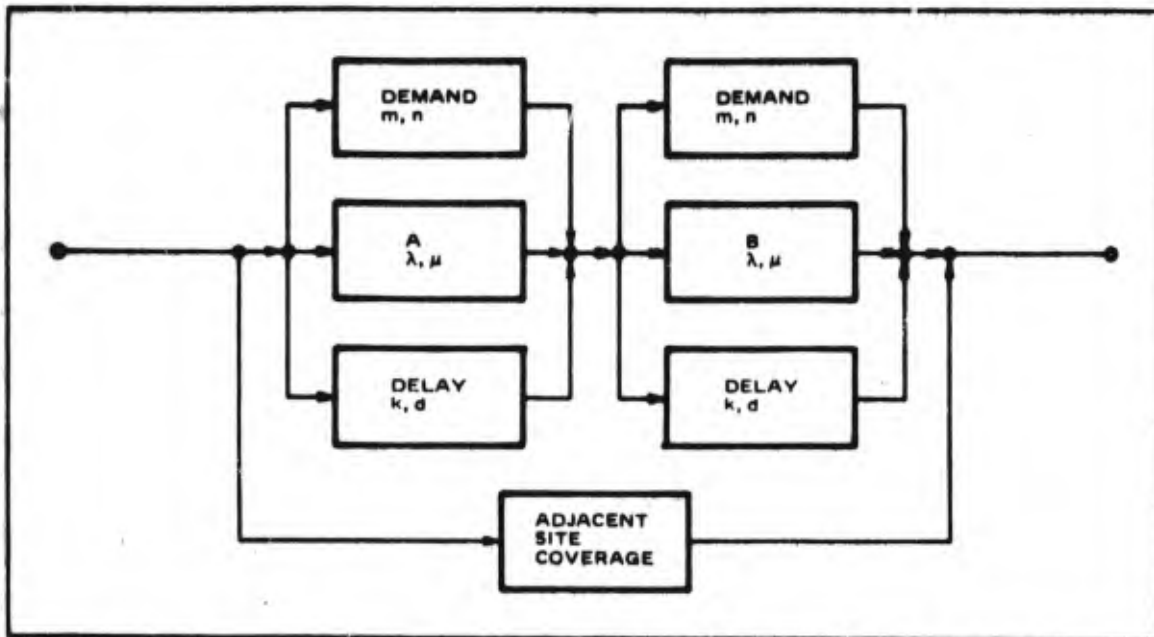 DEMAND
m, n
DEMAND
m, n
A
λ, μ
B
λ, μ
DELAY
k, d
DELAY
k, d
ADJACENT
SITE
COVERAGE